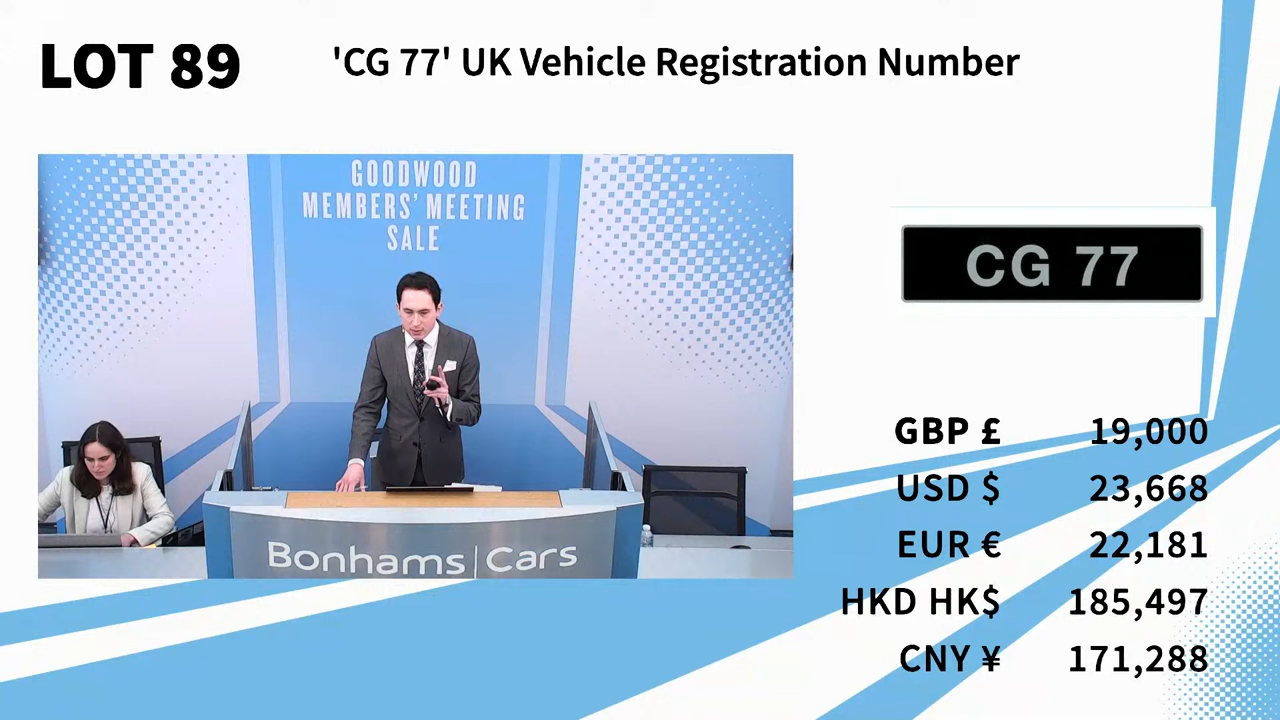 LOT 89
'CG 77' UK Vehicle Registration Number
GOODWOOD
MEMBERS' MEETING
SALE
Bonhams|Cars
CG 77
GBP £ 19,000
USD $ 23,668
EUR € 22,181
HKD HK$ 185,497
CNY ¥ 171,288